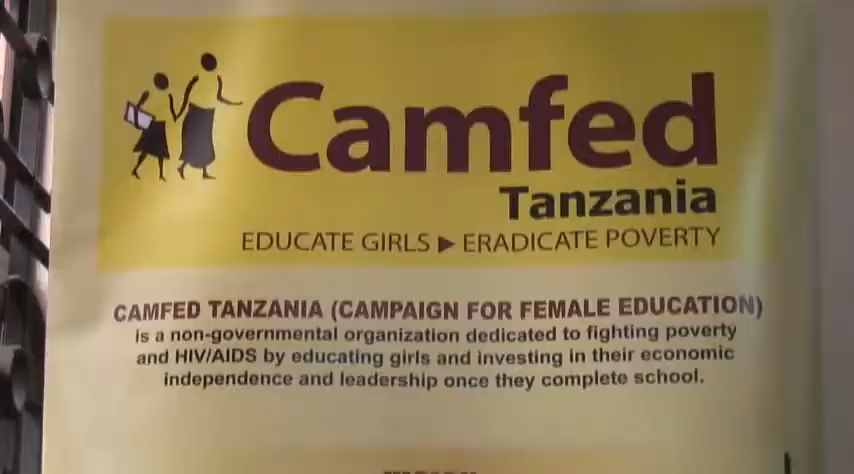 Camfed
Tanzania
EDUCATE GIRLS ▶ ERADICATE POVERTY
CAMFED TANZANIA (CAMPAIGN FOR FEMALE EDUCATION)
is a non-governmental organization dedicated to fighting poverty
and HIV/AIDS by educating girls and investing in their economic
independence and leadership once they complete school.